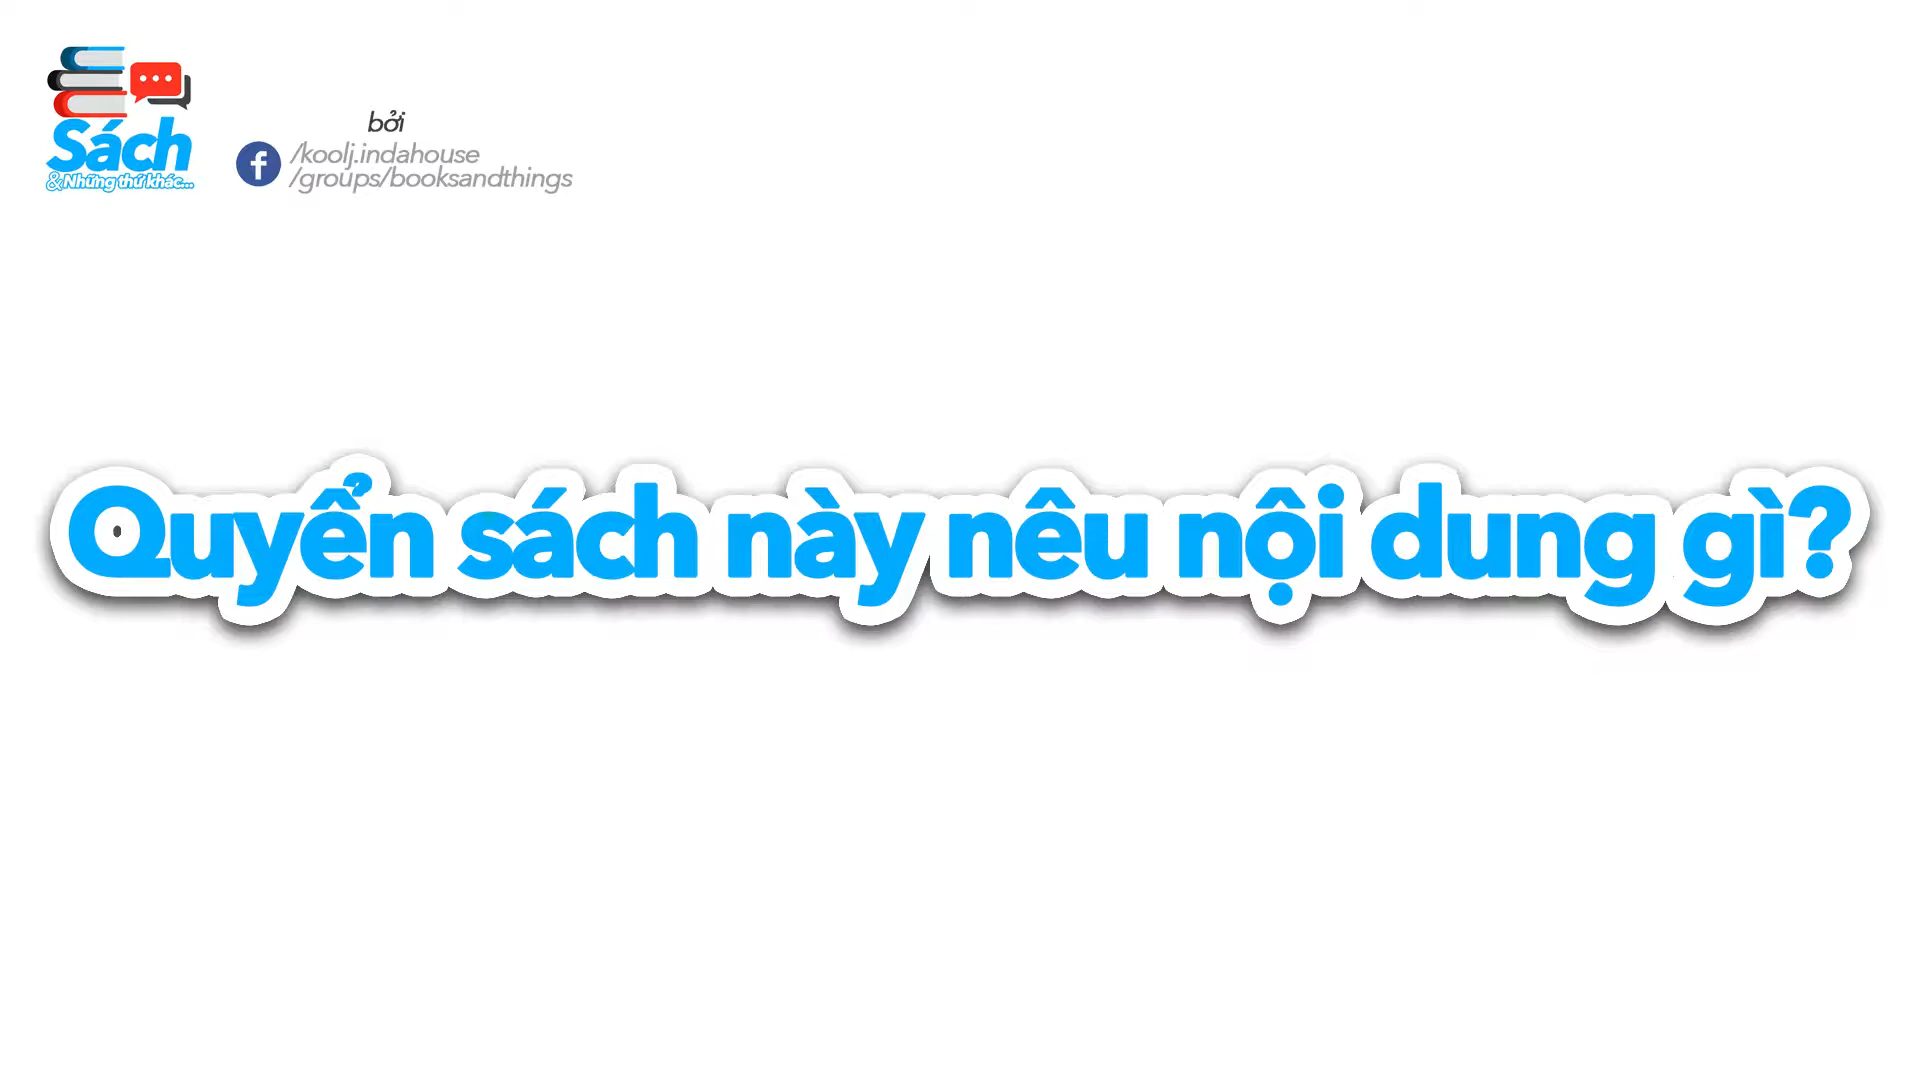 Sách
&Những thứ khác...
bởi
/koolj.indahouse
/groups/booksandthings
Quyển sách này nêu nội dung gì?